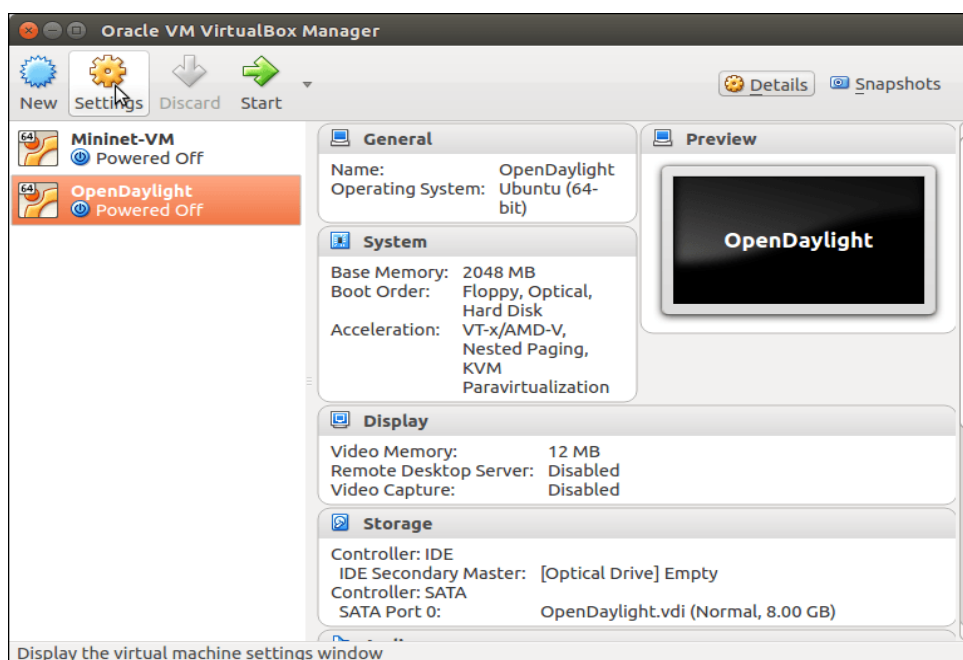 Oracle VM VirtualBox Manager
New Settings Discard Start
Details Snapshots
64
Mininet-VM
Powered Off
64
OpenDaylight
Powered Off
General
Name: OpenDaylight
Operating System: Ubuntu (64-
bit)
Preview
OpenDaylight
System
Base Memory: 2048 MB
Boot Order: Floppy, Optical,
Hard Disk
Acceleration: VT-x/AMD-V,
Nested Paging,
KVM
Paravirtualization
Display
Video Memory: 12 MB
Remote Desktop Server: Disabled
Video Capture: Disabled
Storage
Controller: IDE
IDE Secondary Master: [Optical Drive] Empty
Controller: SATA
SATA Port 0: OpenDaylight.vdi (Normal, 8.00 GB)
Display the virtual machine settings window